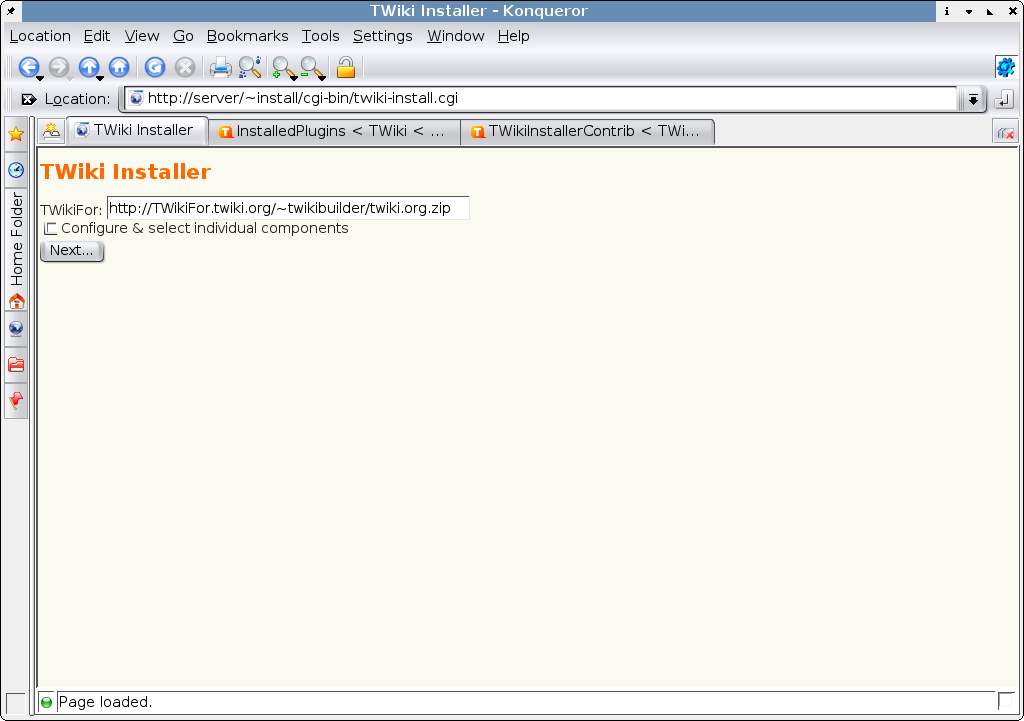 TWiki Installer - Konqueror
Location Edit View Go Bookmarks Tools Settings Window Help
Location: http://server/~install/cgi-bin/twiki-install.cgi
TWiki Installer InstalledPlugins < TWiki < ... TWikiInstallerContrib < TWi...
Home Folder
TWiki Installer
TWikiFor: http://TWikiFor.twiki.org/~twikibuilder/twiki.org.zip
Configure & select individual components
Next...
Page loaded.